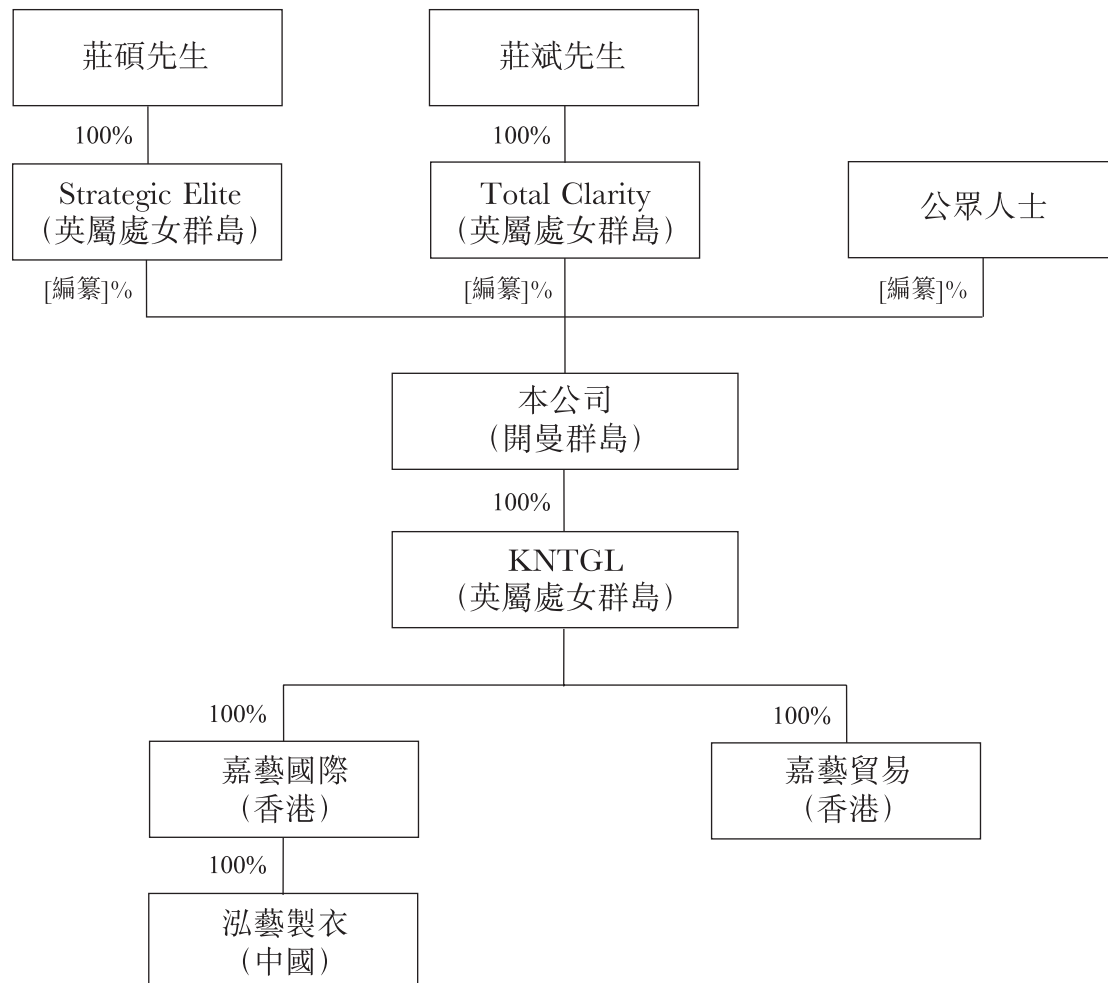 莊碩先生
莊斌先生
100%
100%
Strategic Elite
(英屬處女群島)
Total Clarity
(英屬處女群島)
公眾人士
[編纂]%
[編纂]%
[編纂]%
本公司
(開曼群島)
100%
KNTGL
(英屬處女群島)
100%
100%
嘉藝國際
(香港)
嘉藝貿易
(香港)
100%
泓藝製衣
(中國)